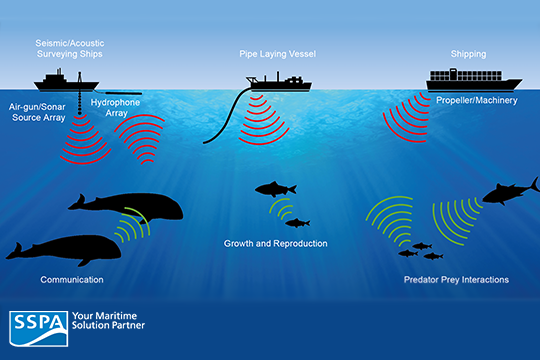 Seismic/Acoustic
Surveying Ships
Pipe Laying Vessel
Shipping
Air-gun/Sonar
Source Array
Hydrophone
Array
Propeller/Machinery
Growth and Reproduction
Communication
Predator Prey Interactions
SSPA
Your Maritime
Solution Partner